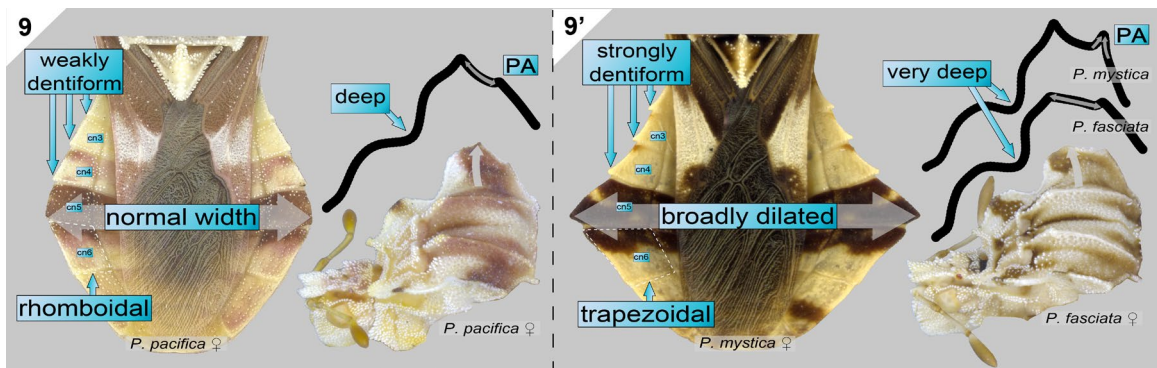 9
weakly
dentiform
cn3
cn4
cn5
normal width
cn6
rhomboidal
P. pacifica ♀
PA
deep
P. pacifica ♀
9’
strongly
dentiform
cn3
cn4
cn5
broadly dilated
cn6
trapezoidal
P. mystica ♀
PA
P. mystica
very deep
P. fasciata
P. fasciata ♀